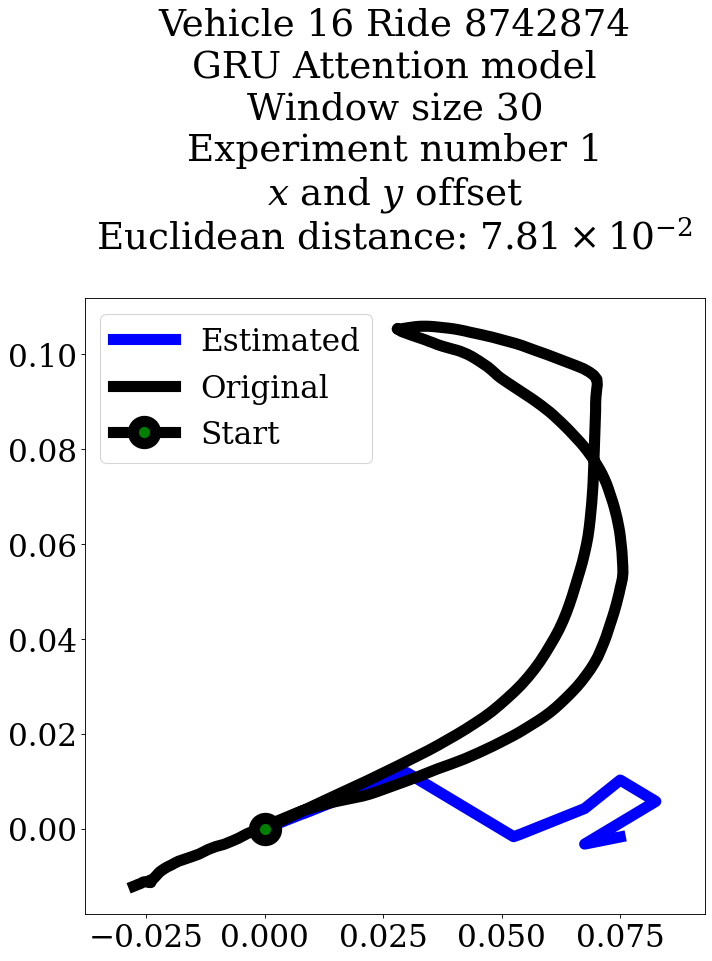 Vehicle 16 Ride 8742874
GRU Attention model
Window size 30
Experiment number 1
x and y offset
Euclidean distance: 7.81 × 10⁻²
Estimated
Original
Start
0.10
0.08
0.06
0.04
0.02
0.00
−0.025 0.000 0.025 0.050 0.075